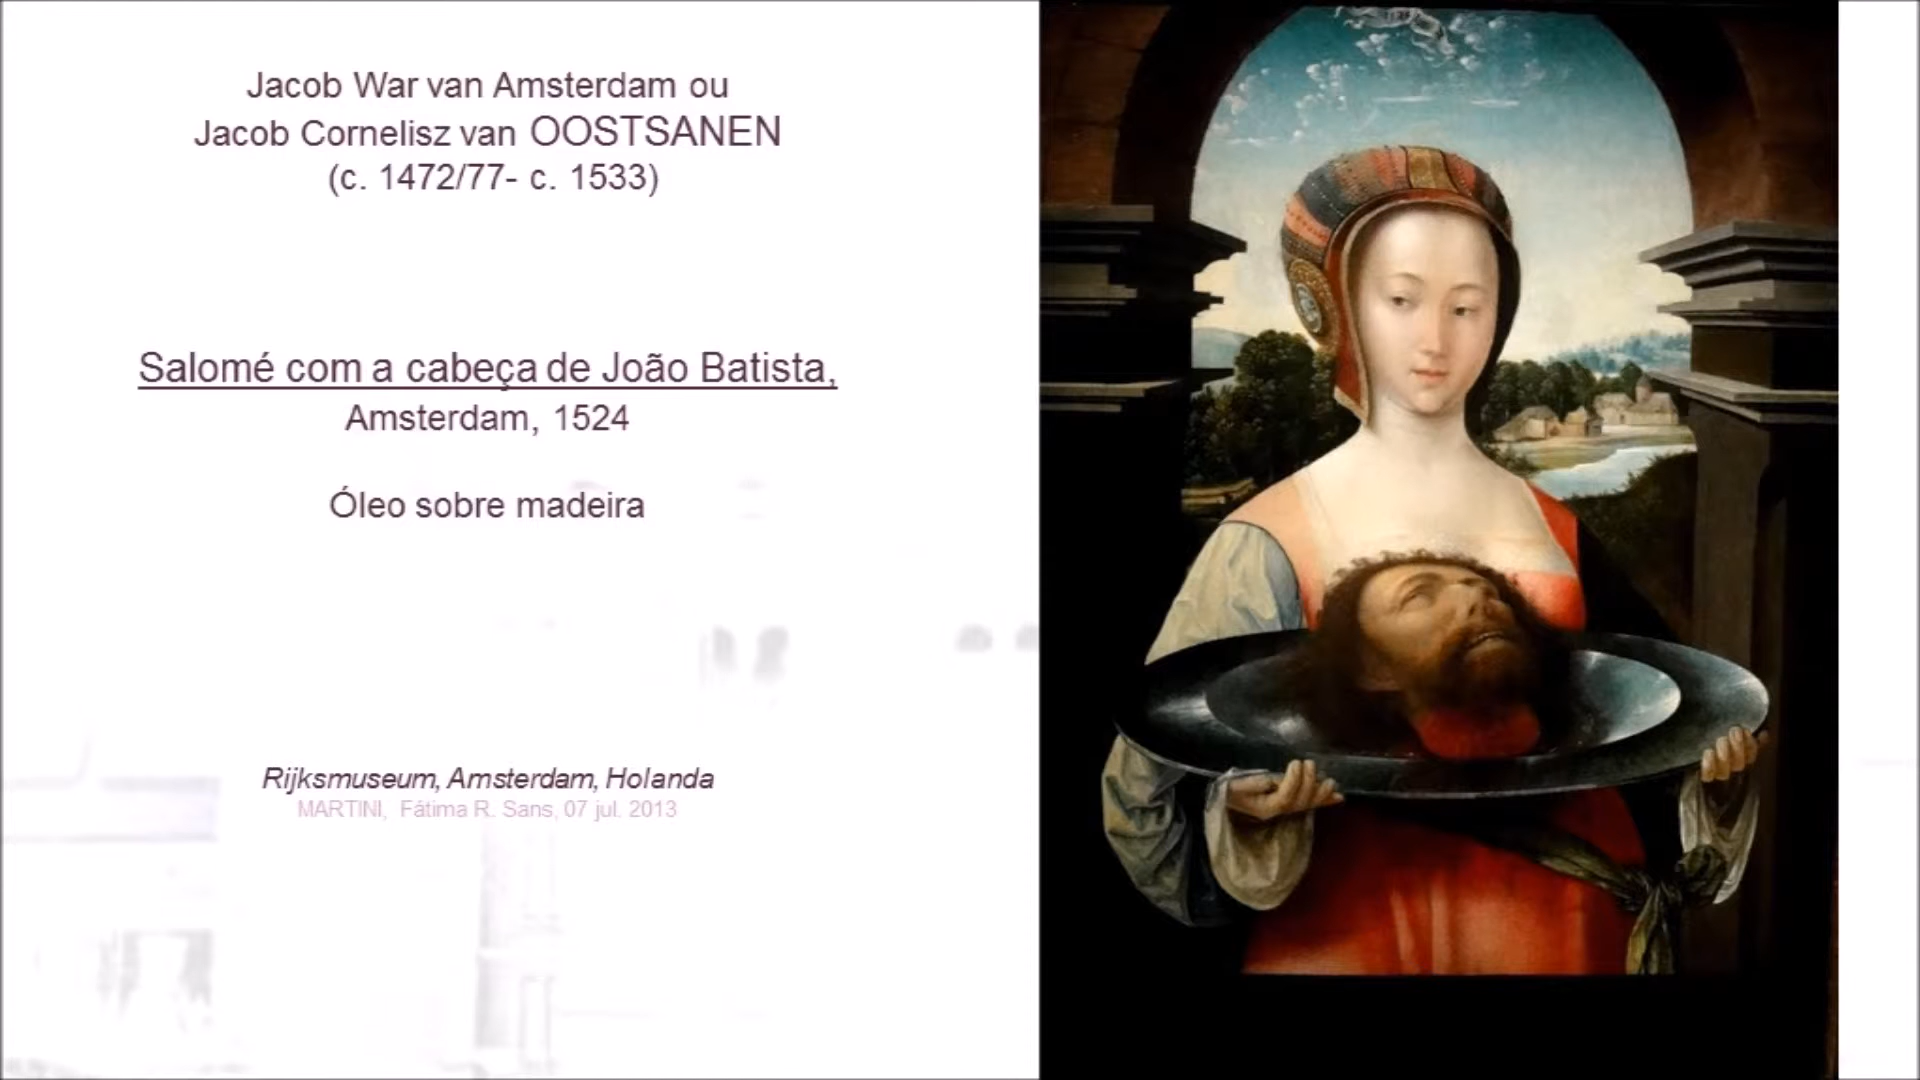 Jacob War van Amsterdam ou
Jacob Cornelisz van OOSTSANEN
(c. 1472/77- c. 1533)
Salomé com a cabeça de João Batista,
Amsterdam, 1524
Óleo sobre madeira
Rijksmuseum, Amsterdam, Holanda
MARTINI, Fátima R. Sans, 07 jul. 2013